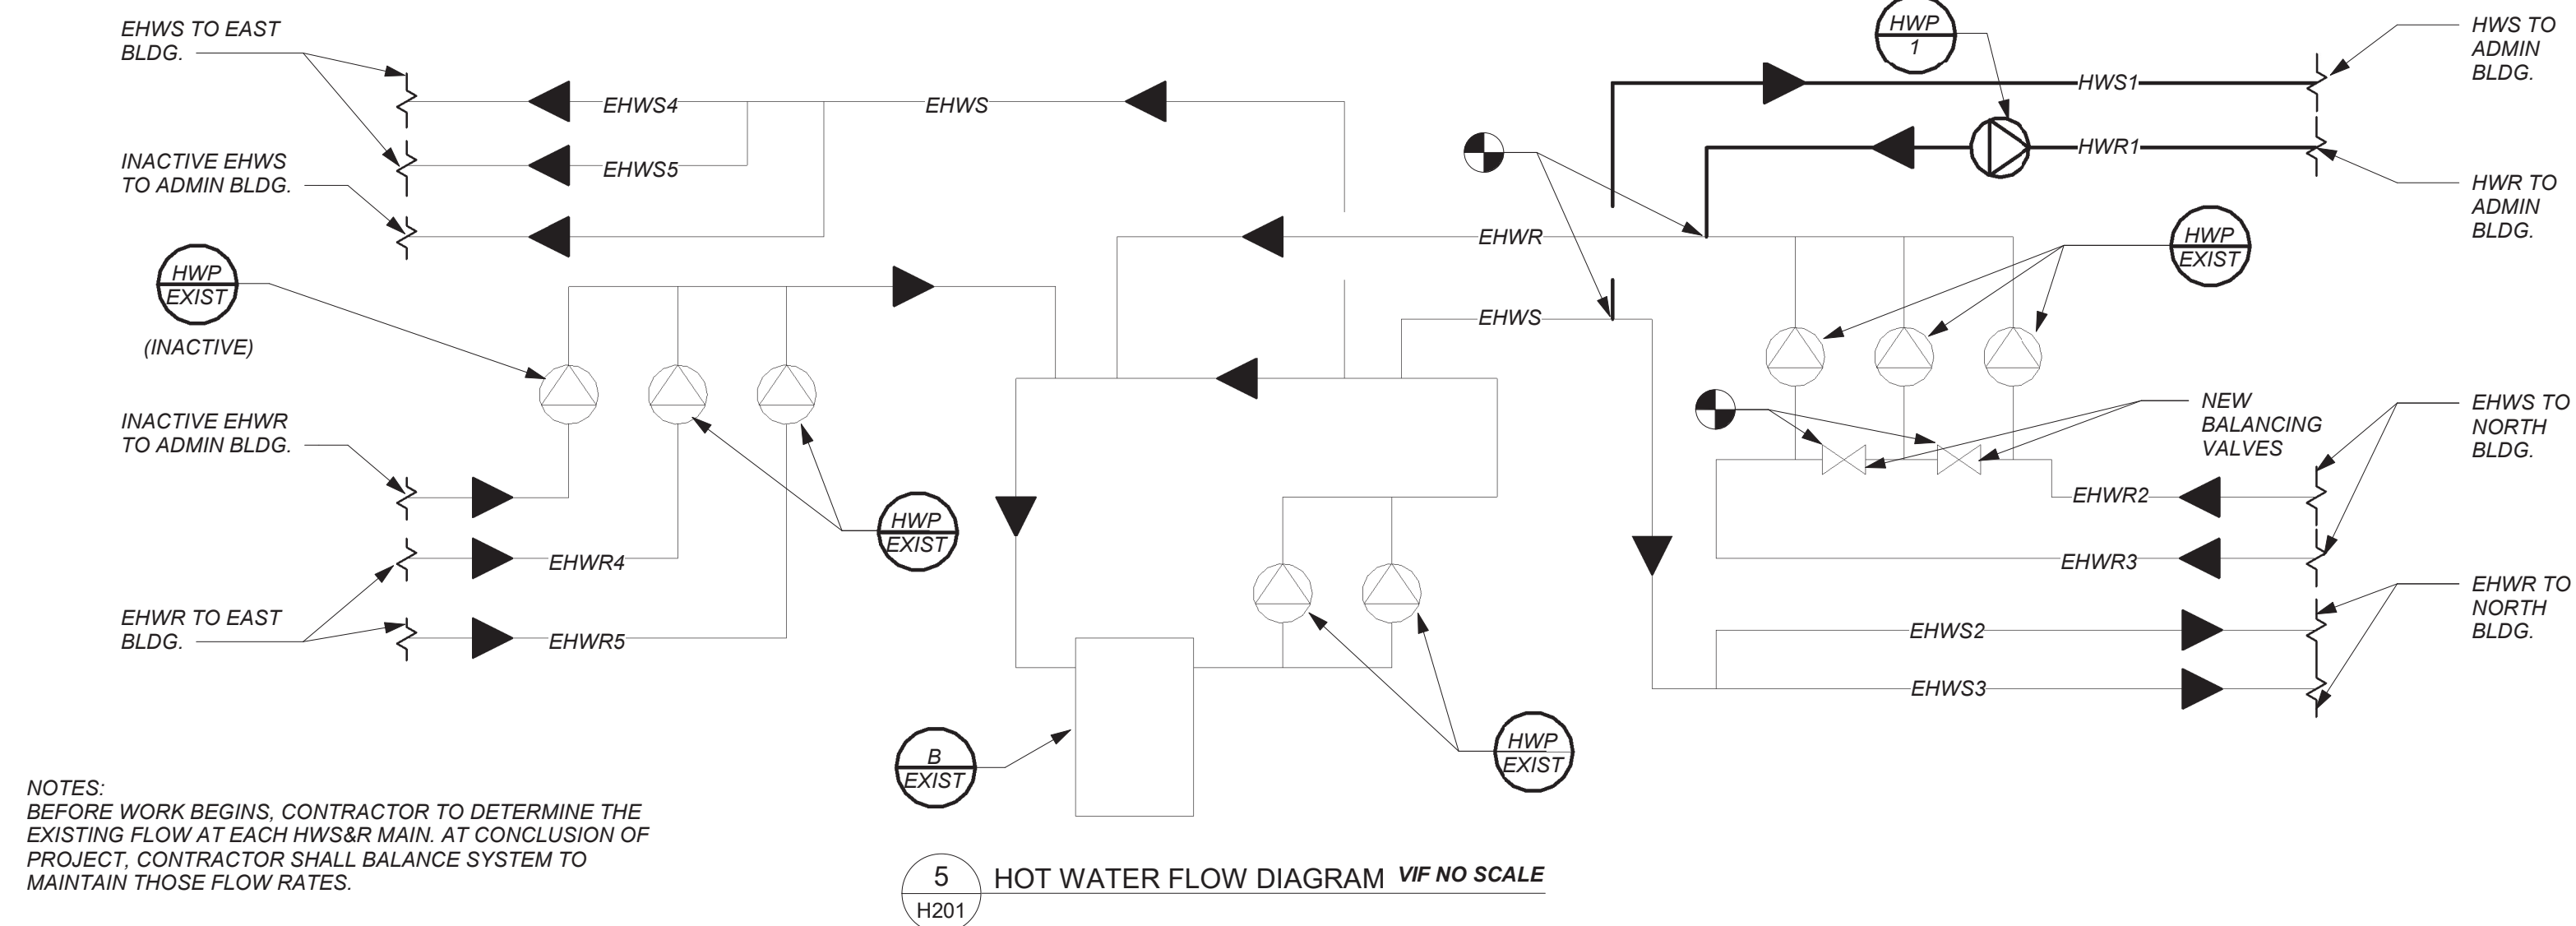 EHWS TO EAST
BLDG.
EHWS4
EHWS
EHWS5
INACTIVE EHWS
TO ADMIN BLDG.
HWP
EXIST
(INACTIVE)
INACTIVE EHWR
TO ADMIN BLDG.
EHWR4
EHWR TO EAST
BLDG.
EHWR5
HWP
EXIST
HWP
1
HWS1
HWS TO
ADMIN
BLDG.
HWR1
HWR TO
ADMIN
BLDG.
EHWR
HWP
EXIST
EHWS
NEW
BALANCING
VALVES
EHWS TO
NORTH
BLDG.
EHWR2
EHWR3
EHWR TO
NORTH
BLDG.
EHWS2
EHWS3
B
EXIST
HWP
EXIST
NOTES:
BEFORE WORK BEGINS, CONTRACTOR TO DETERMINE THE
EXISTING FLOW AT EACH HWS&R MAIN. AT CONCLUSION OF
PROJECT, CONTRACTOR SHALL BALANCE SYSTEM TO
MAINTAIN THOSE FLOW RATES.
5
H201
HOT WATER FLOW DIAGRAM VIF NO SCALE